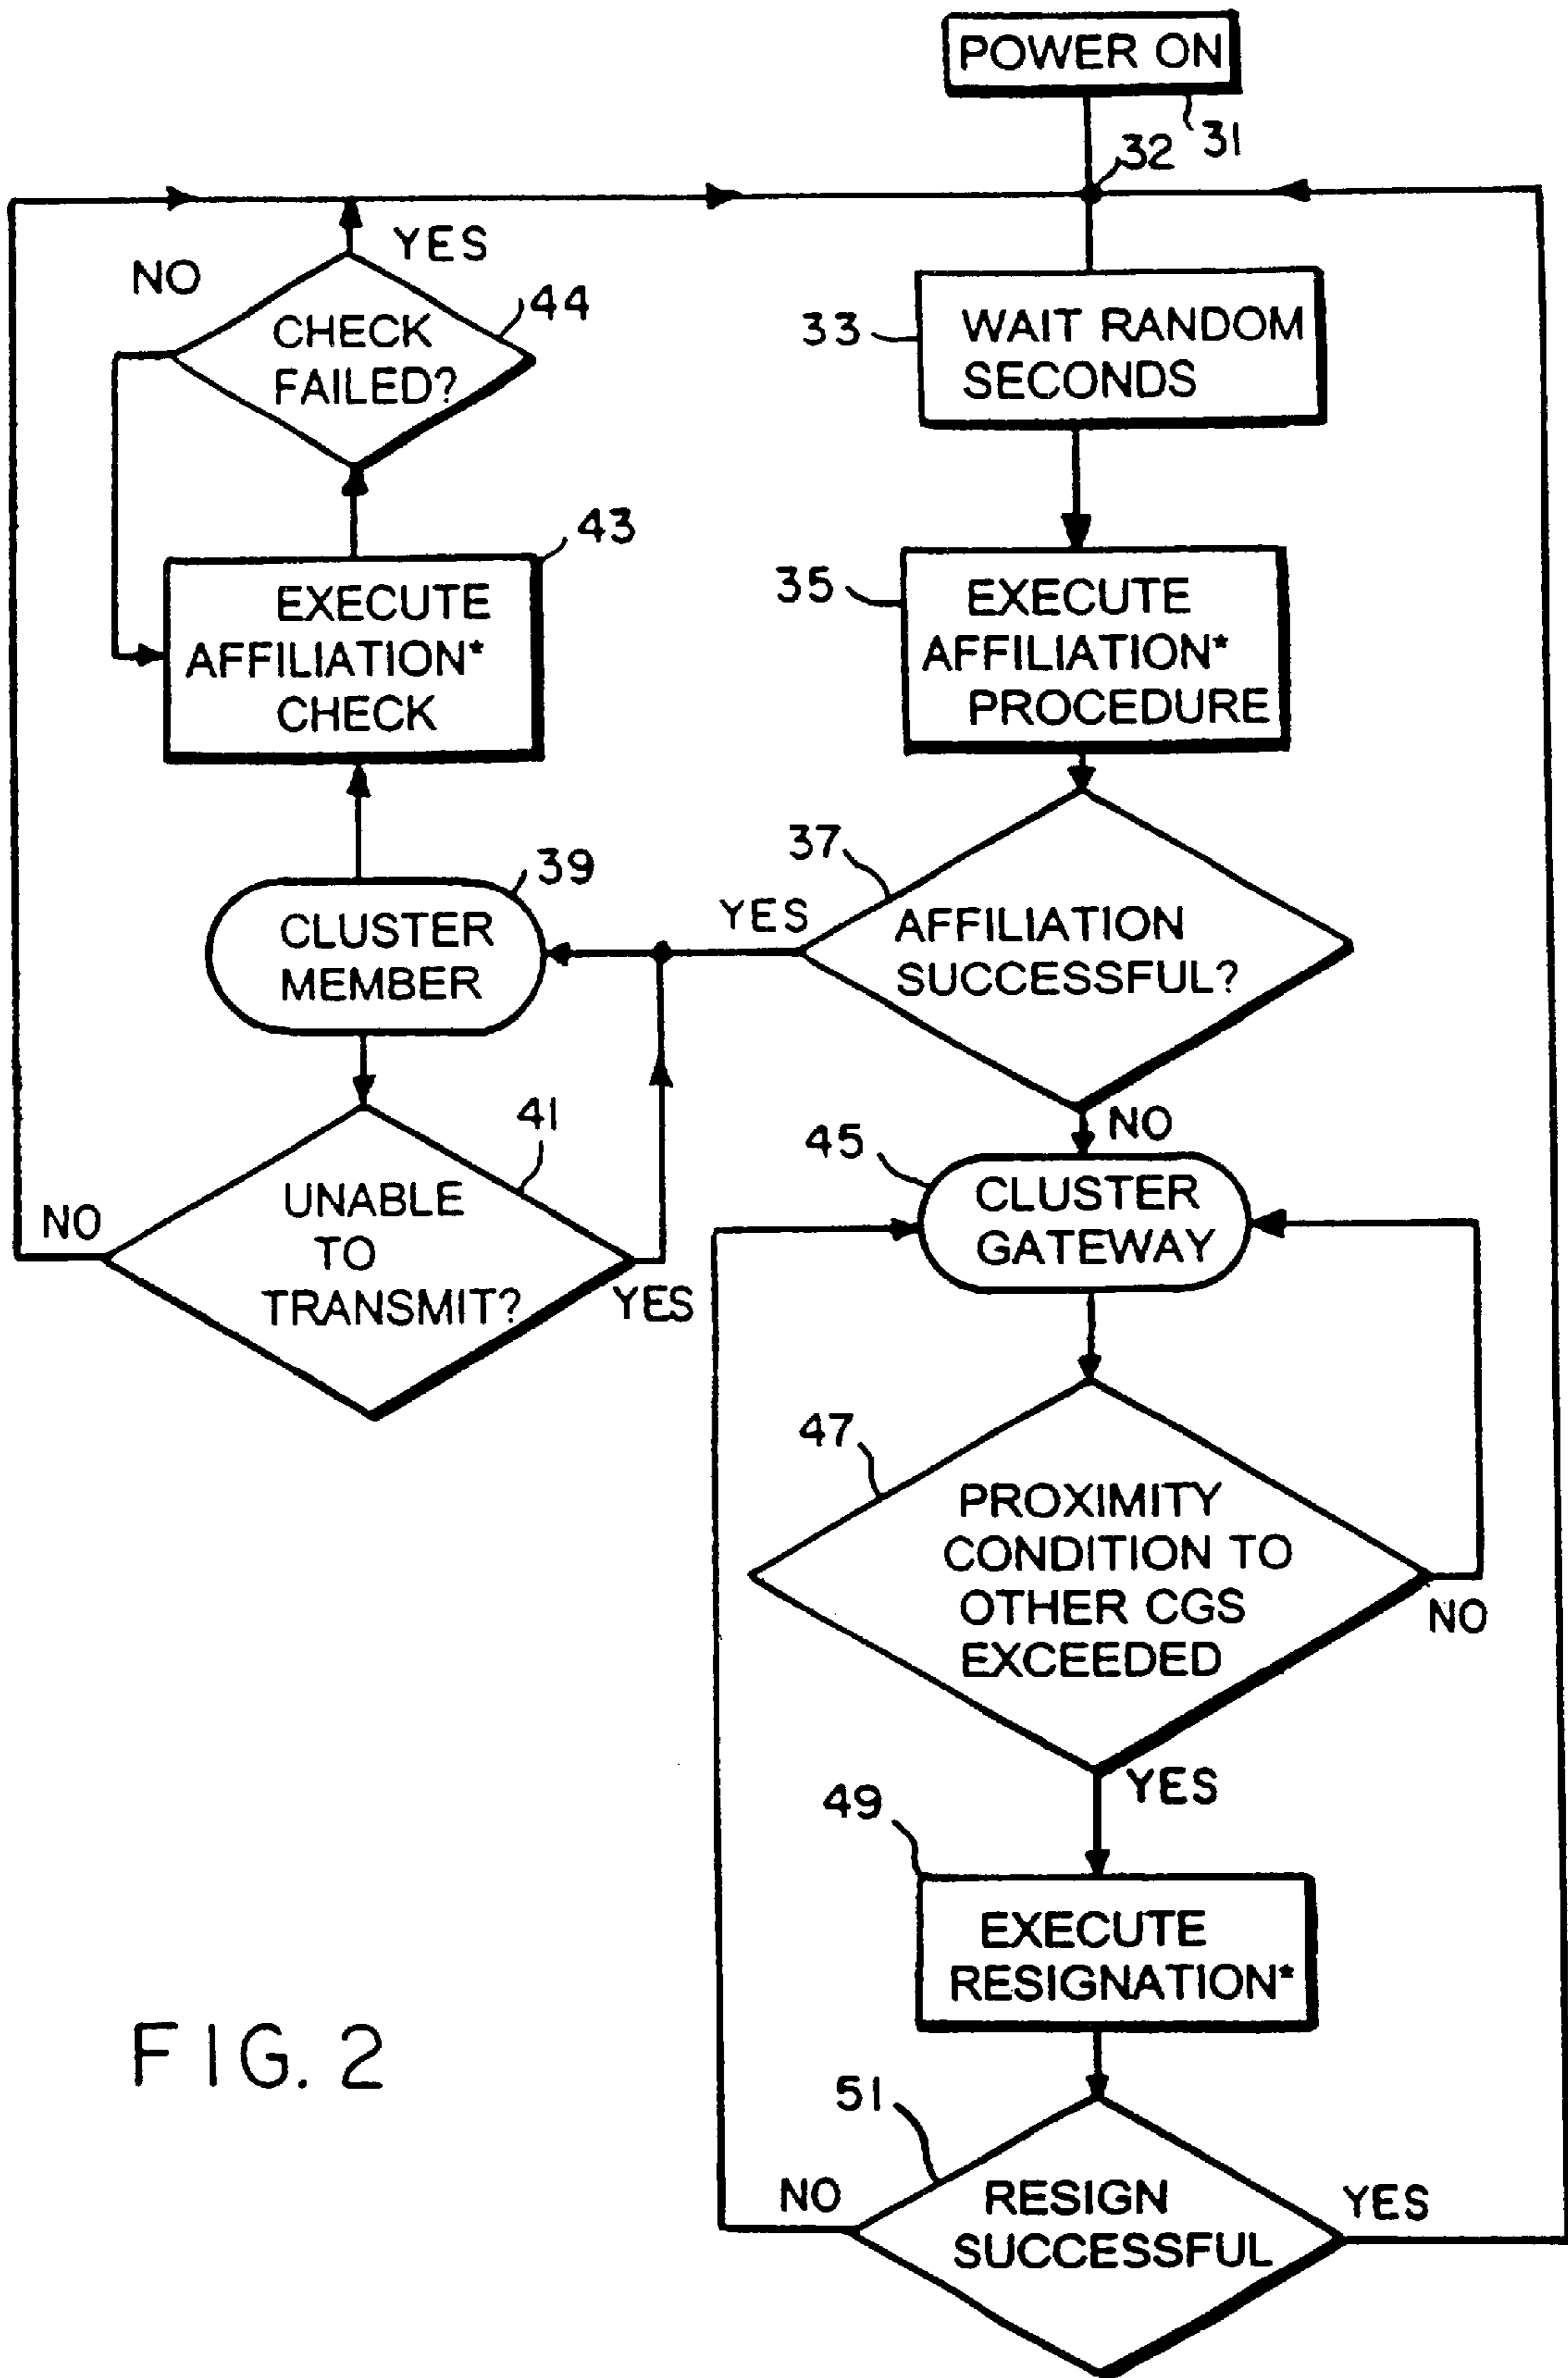 POWER ON
31
32
YES
NO
44
CHECK
FAILED?
33
WAIT RANDOM
SECONDS
43
EXECUTE
AFFILIATION*
CHECK
35
EXECUTE
AFFILIATION*
PROCEDURE
37
39
YES
CLUSTER
MEMBER
AFFILIATION
SUCCESSFUL?
41
NO
UNABLE
TO
TRANSMIT?
NO
YES
45
CLUSTER
GATEWAY
47
PROXIMITY
CONDITION TO
OTHER CGS
EXCEEDED
NO
YES
49
EXECUTE
RESIGNATION*
51
NO
RESIGN
SUCCESSFUL
YES
FIG. 2